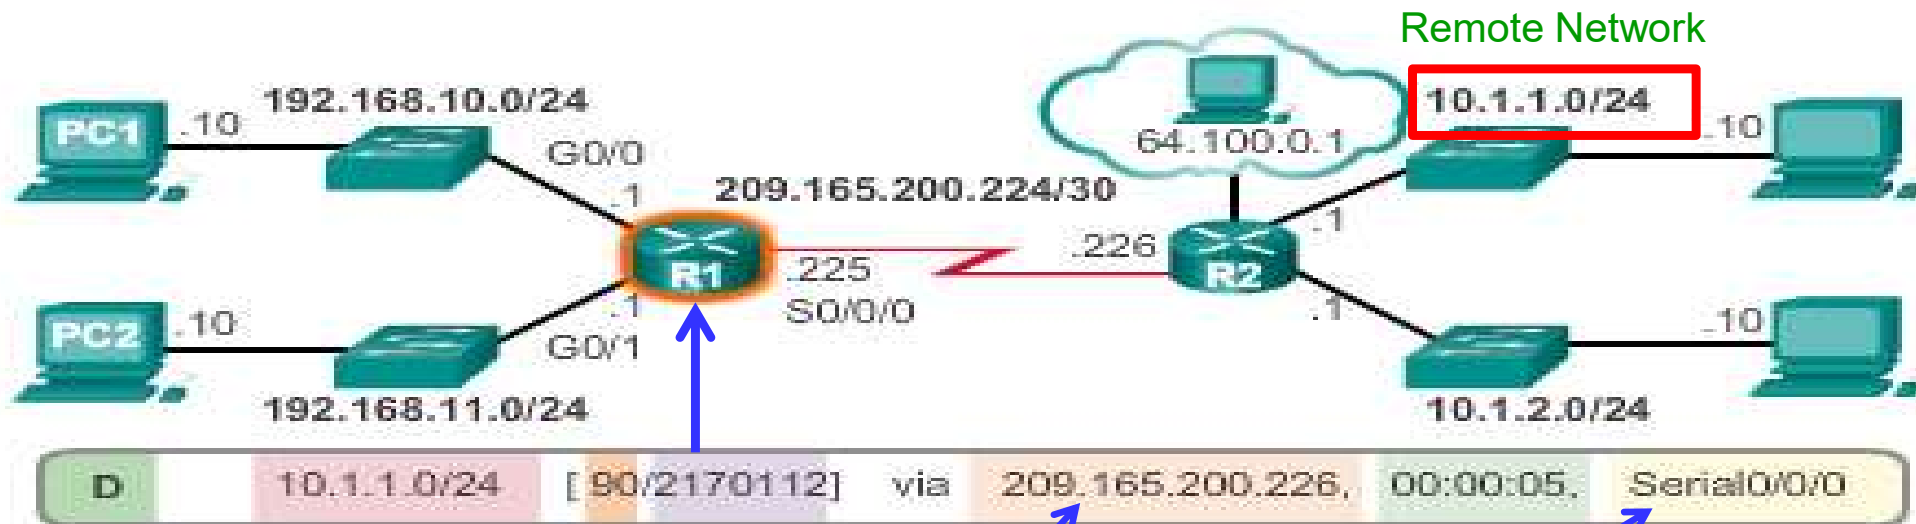 Remote Network
192.168.10.0/24
10.1.1.0/24
PC1
.10
64.100.0.1
.10
G0/0
.1
209.165.200.224/30
.1
R1
.225
.226
R2
S0/0/0
.1
.1
PC2
.10
G0/1
.10
192.168.11.0/24
10.1.2.0/24
D 10.1.1.0/24 [90/2170112] via 209.165.200.226, 00:00:05, Serial0/0/0